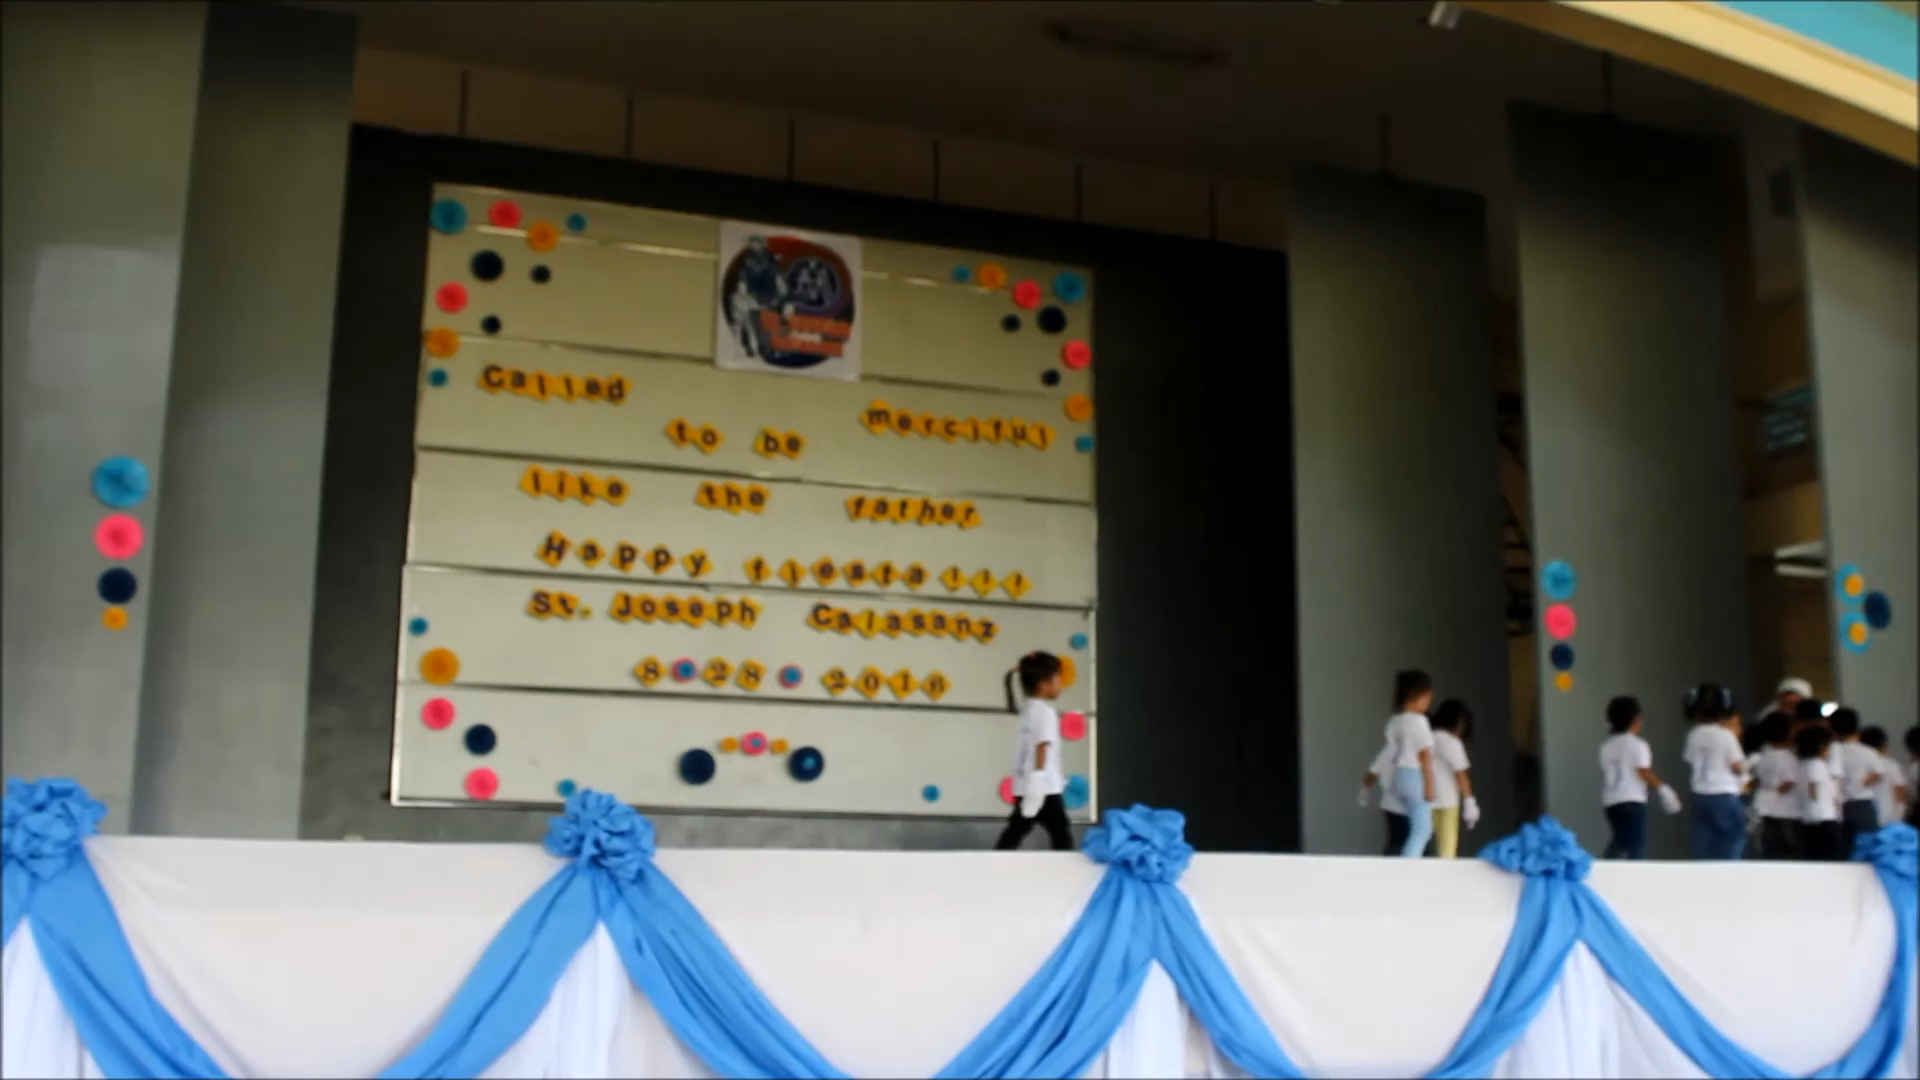 Called to be merciful
like the father
Happy fiesta!!!
St. Joseph Calasanz
8 28 2016